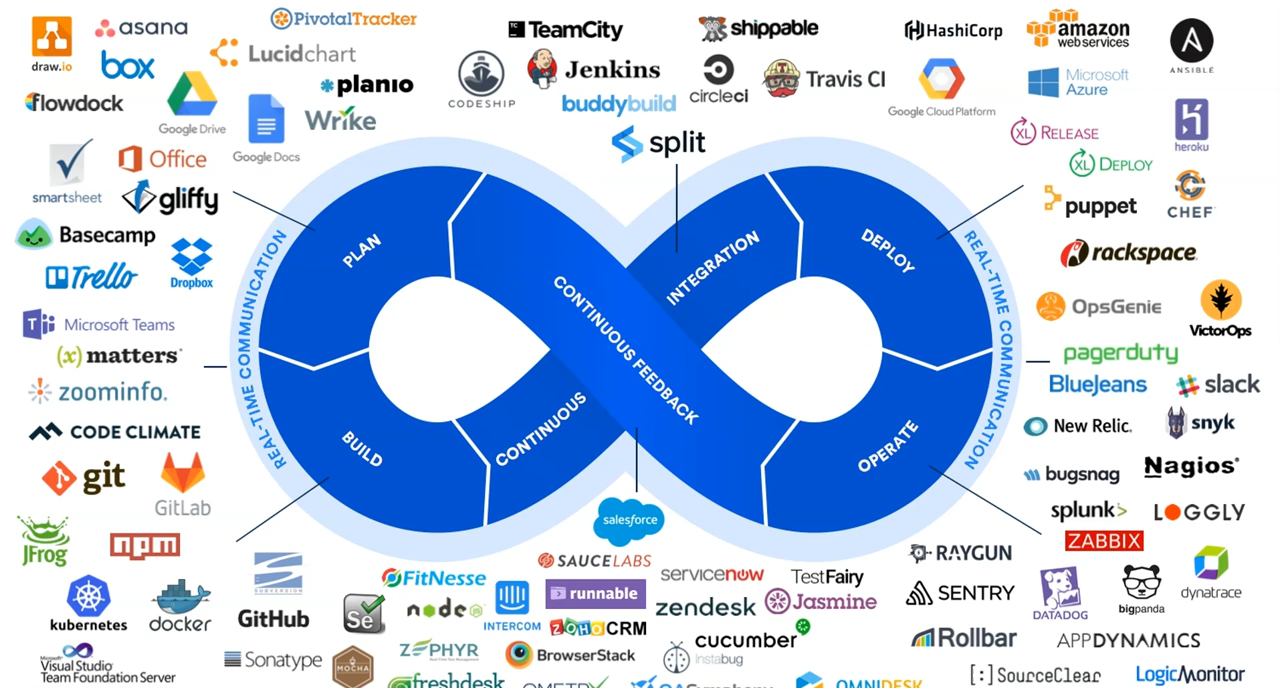 draw.io
asana
PivotalTracker
box
Lucidchart
flowdock
Google Drive
planio
Google Docs
Wrike
smartsheet
Office
gliffy
Basecamp
Trello
Dropbox
Microsoft Teams
(x) matters
zoominfo.
CODE CLIMATE
git
GitLab
JFrog
npm
kubernetes
docker
SUBVERSION
GitHub
Microsoft
Visual Studio
Team Foundation Server
Sonatype
TC
TeamCity
shippable
CODESHIP
Jenkins
circleci
Travis CI
buddybuild
split
HashiCorp
amazon
web services
ANSIBLE
Google Cloud Platform
Microsoft
Azure
XL RELEASE
heroku
XL DEPLOY
puppet
CHEF
rackspace
OpsGenie
VictorOps
pagerduty
BlueJeans
slack
New Relic.
snyk
bugsnag
Nagios®
splunk>
LOGGLY
ZABBIX
RAYGUN
SENTRY
DATADOG
bigpanda
dynatrace
Rollbar
APPDYNAMICS
[:]SourceClear
LogicMonitor
PLAN
BUILD
CONTINUOUS
INTEGRATION
DEPLOY
OPERATE
CONTINUOUS FEEDBACK
REAL-TIME COMMUNICATION
REAL-TIME COMMUNICATION
salesforce
SAUCELABS
FitNesse
servicenow
TestFairy
Se
node
INTERCOM
runnable
zendesk
Jasmine
ZOHO CRM
cucumber
ZEPHYR
BrowserStack
instabug
MOCHA
freshdesk
OMNIDESK